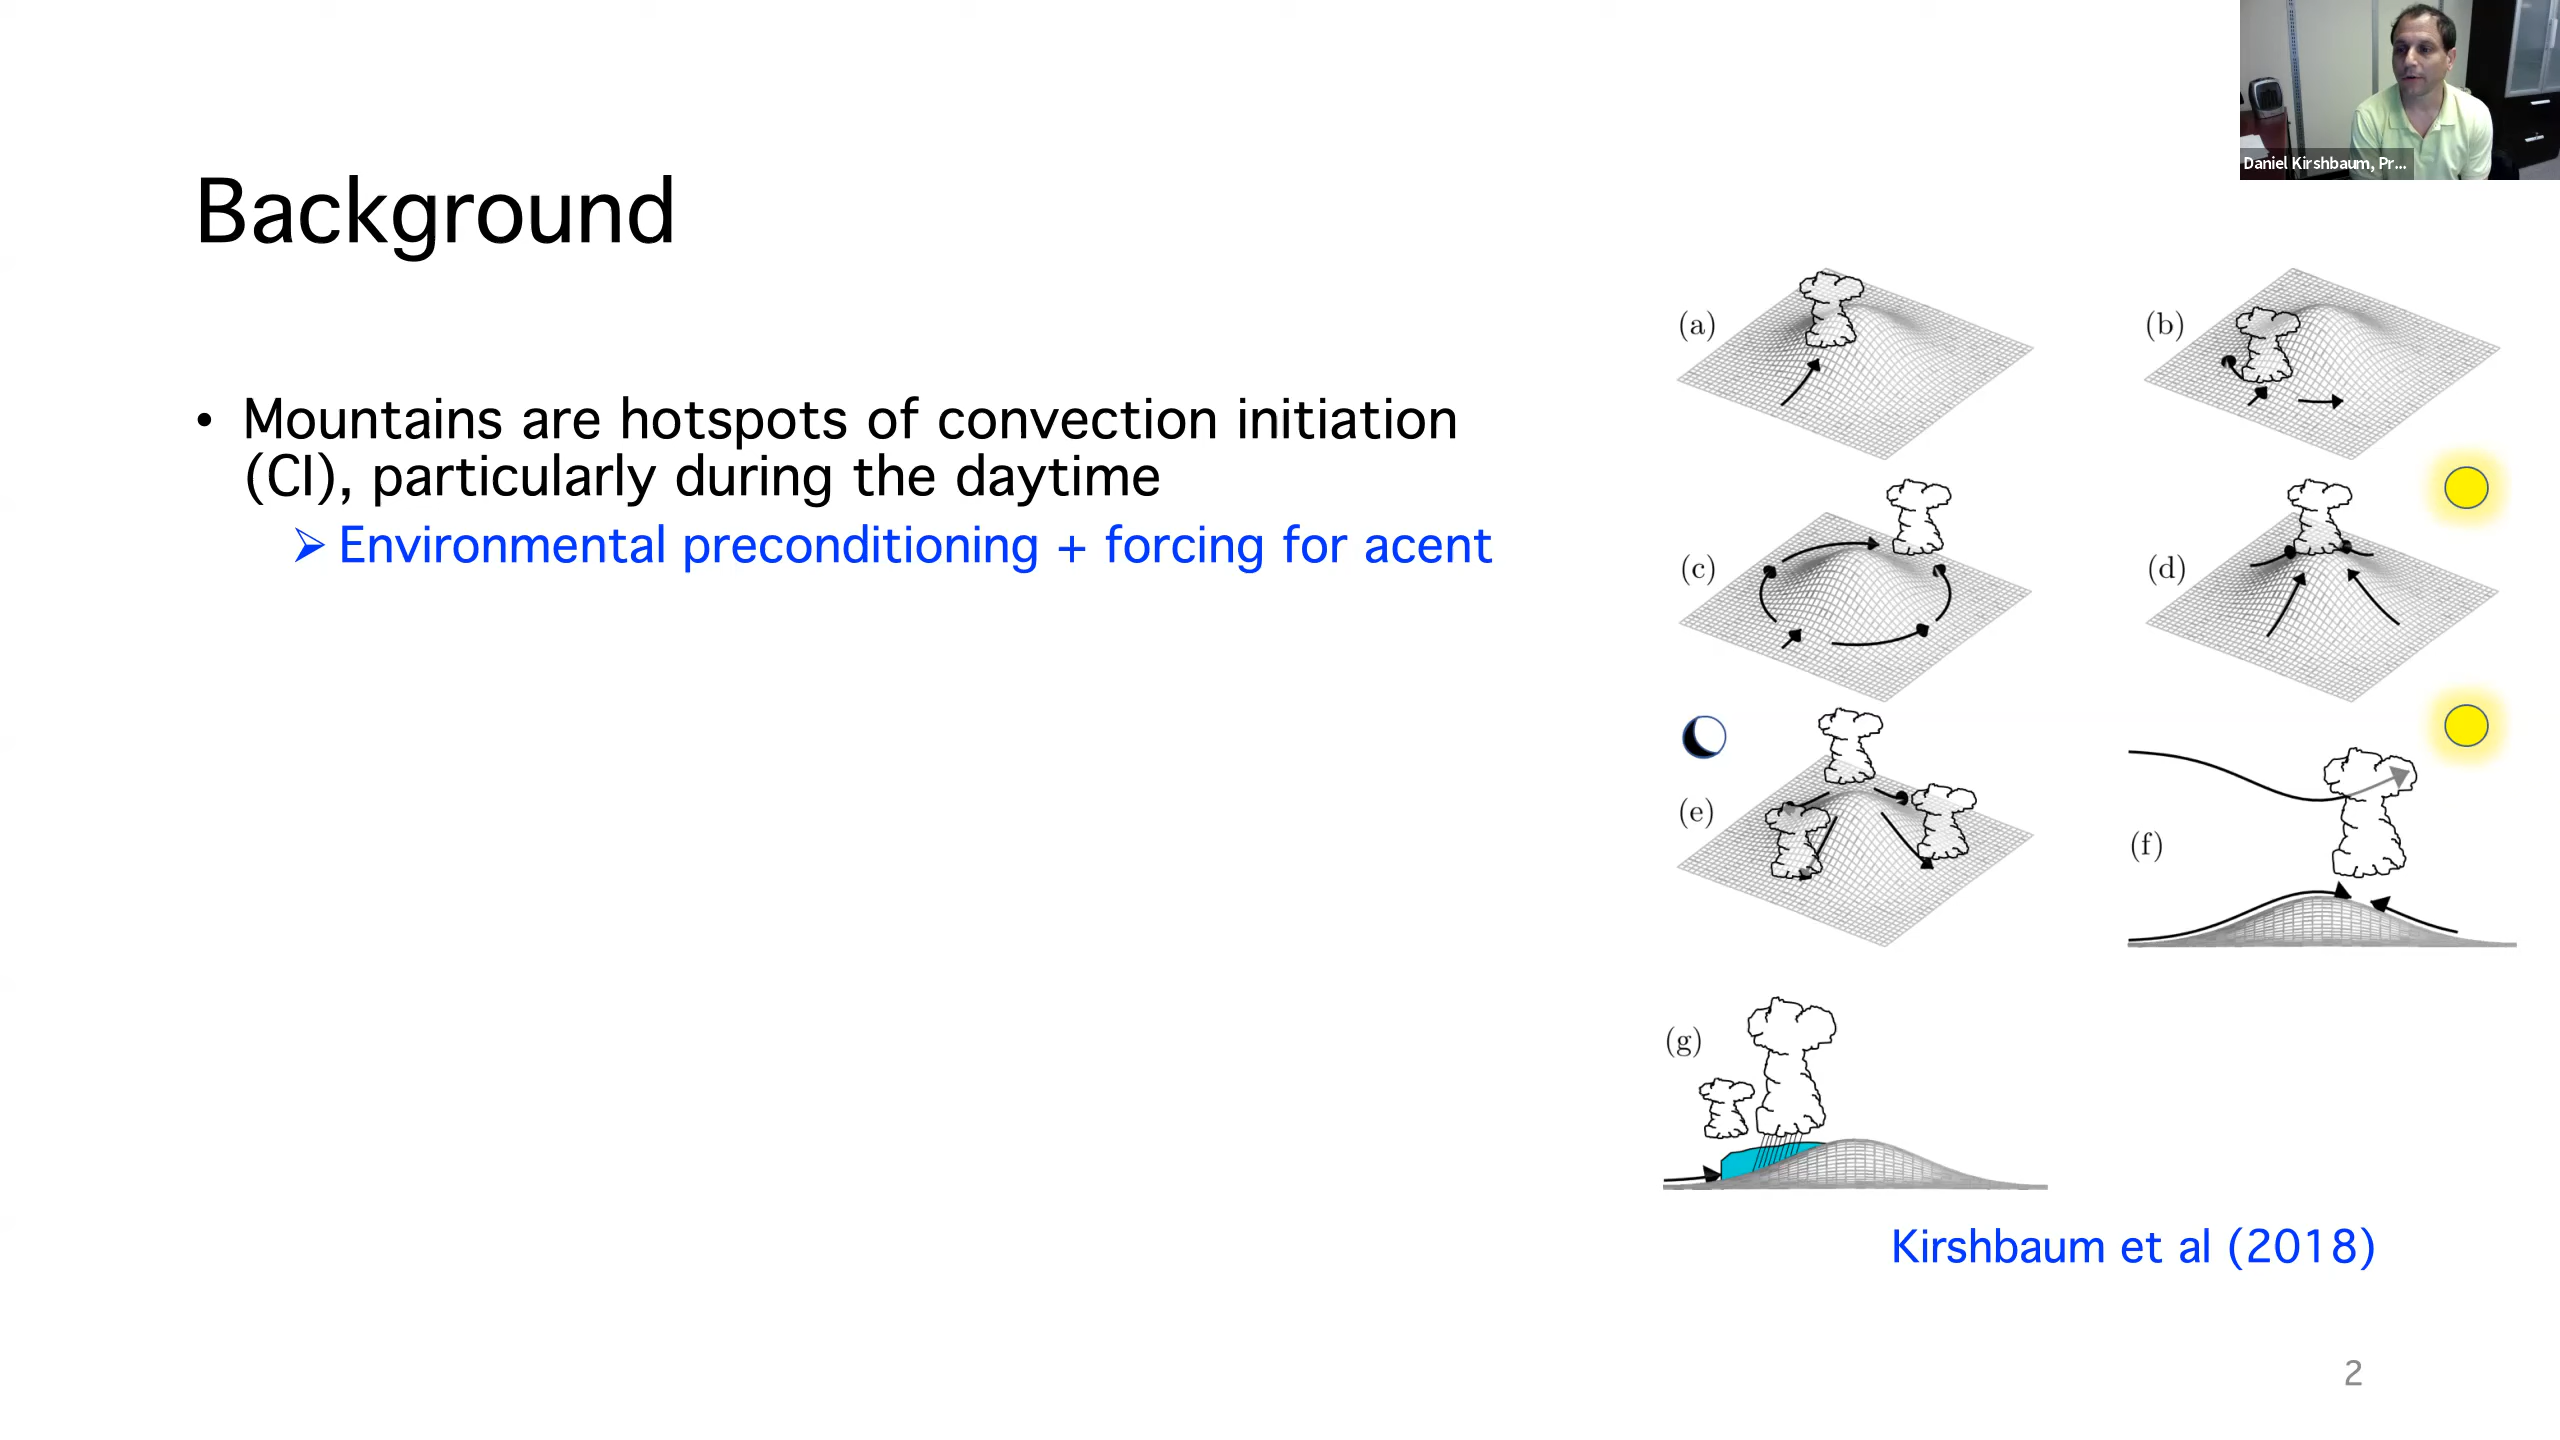 Daniel Kirshbaum, Pr...
Background
• Mountains are hotspots of convection initiation
(CI), particularly during the daytime
➢ Environmental preconditioning + forcing for acent
(a)
(b)
(c)
(d)
(e)
(f)
(g)
Kirshbaum et al (2018)
2